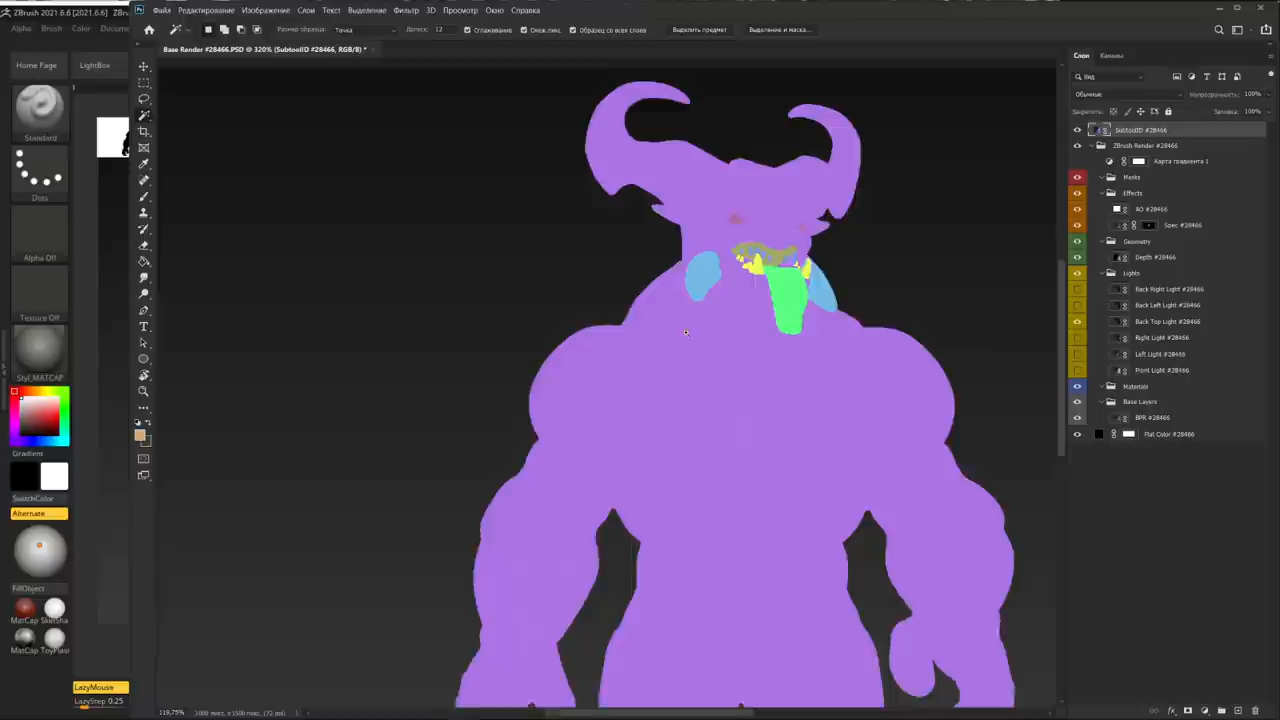 ZBrush 2021.6.6 [2021.6.6] ZBru
Alpha Brush Color Docume
Home Page LightBox
Standard
Dots
Alpha Off
Texture Off
Styl_MATCAP
Gradient
SwitchColor
Alternate
FillObject
MatCap SkinSha
MatCap ToyPlast
LazyMouse
LazyStep 0.25
Файл Редактирование Изображение Слои Текст Выделение Фильтр 3D Просмотр Окно Справка
Размер образца: Точка Допуск: 12 Сглаживание Смеж.пикс. Образец со всех слоев Выделить предмет Выделение и маска...
Base Render #28466.PSD @ 320% (SubtoolID #28466, RGB/8) *
119,75%
Слои Каналы
Вид
Обычные Непрозрачность: 100%
Закрепить: Заливка: 100%
SubtoolID #28466
ZBrush Render #28466
Карта градиента 1
Masks
Effects
AO #28466
Spec #28466
Geometry
Depth #28466
Lights
Back Right Light #28466
Back Left Light #28466
Back Top Light #28466
Right Light #28466
Left Light #28466
Front Light #28466
Materials
Base Layers
BPR #28466
Flat Color #28466